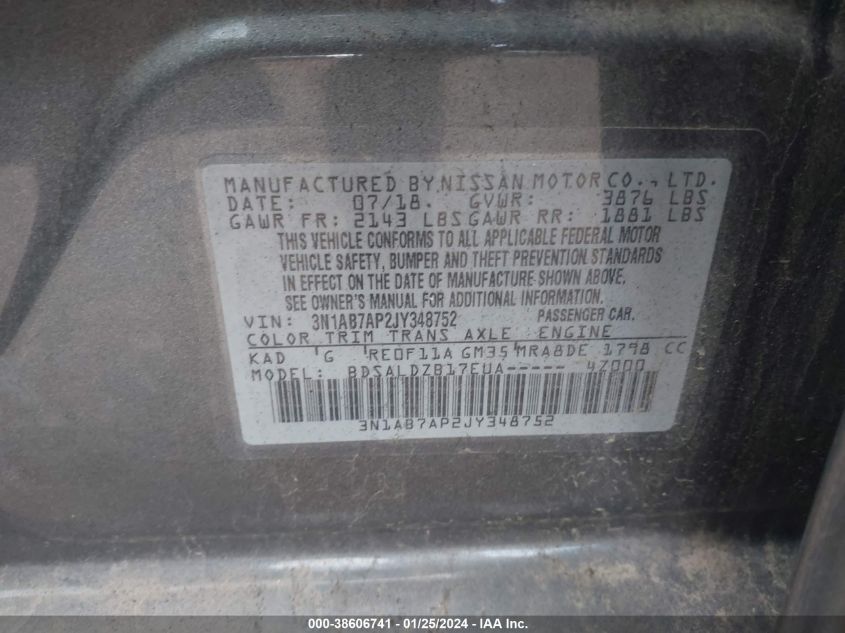 MANUFACTURED BY NISSAN MOTOR CO., LTD.
DATE: 07/18. GVWR: 3876 LBS
GAWR FR: 2143 LBS GAWR RR: 1881 LBS
THIS VEHICLE CONFORMS TO ALL APPLICABLE FEDERAL MOTOR
VEHICLE SAFETY, BUMPER AND THEFT PREVENTION STANDARDS
IN EFFECT ON THE DATE OF MANUFACTURE SHOWN ABOVE.
SEE OWNER'S MANUAL FOR ADDITIONAL INFORMATION.
VIN: 3N1AB7AP2JY348752 PASSENGER CAR.
COLOR TRIM TRANS AXLE ENGINE
KAD G RE0F11A GM35 MRA8DE 1798 CC
MODEL: BDSALDZB17EUA----- 4Z000
3N1AB7AP2JY348752
000-38606741 - 01/25/2024 - IAA Inc.